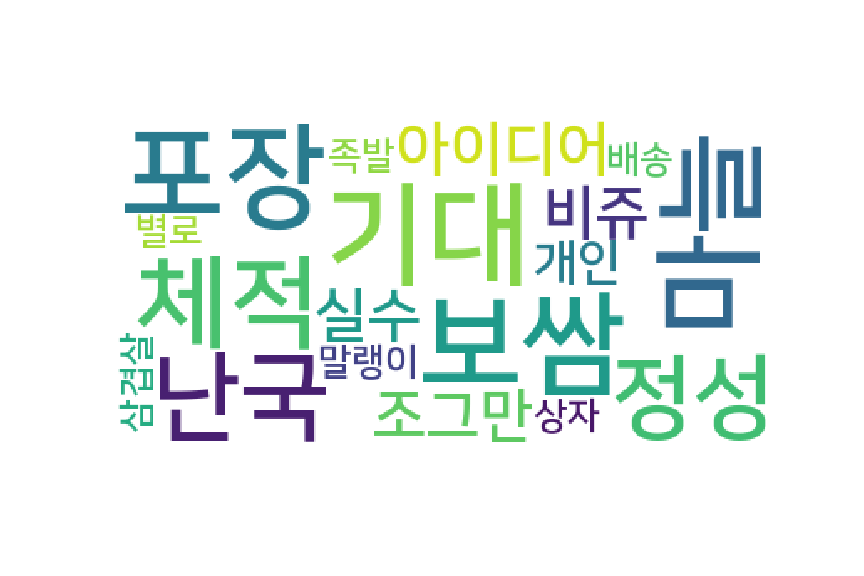 포장
족발
아이디어
배송
기대
비쥬
별로
개인
체적
실수
보쌈
삼겹살
난국
말랭이
정성
조그만
상자